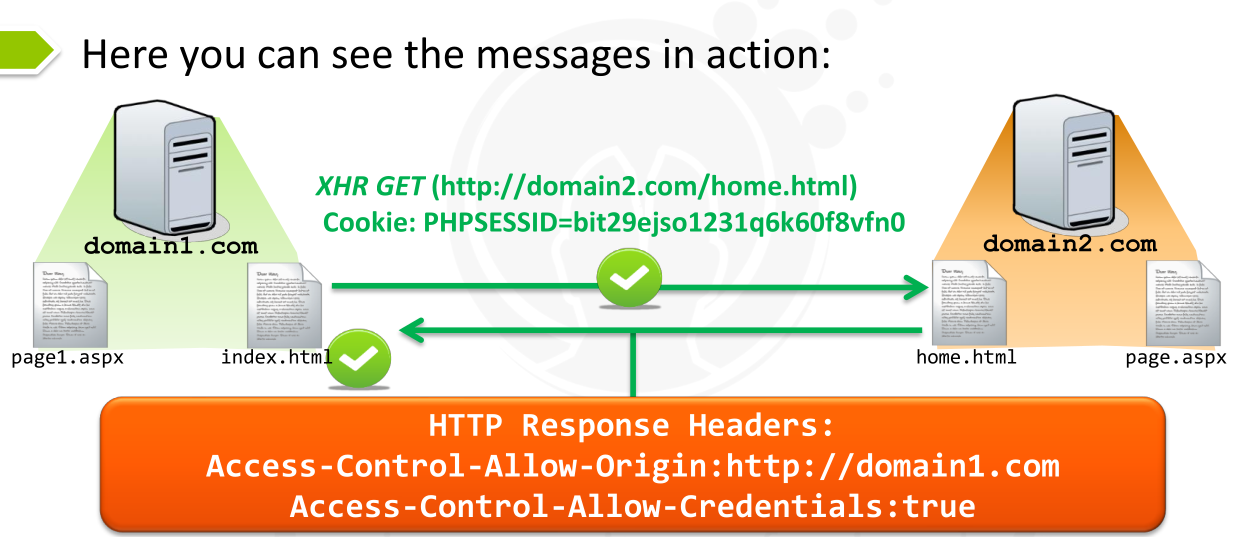 Here you can see the messages in action:
XHR GET (http://domain2.com/home.html)
Cookie: PHPSESSID=bit29ejso1231q6k60f8vfn0
domain1.com
domain2.com
page1.aspx
index.html
home.html
page.aspx
HTTP Response Headers:
Access-Control-Allow-Origin:http://domain1.com
Access-Control-Allow-Credentials:true